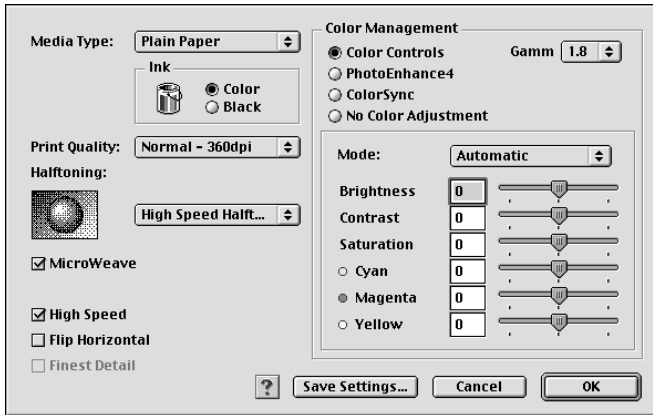 Media Type: Plain Paper
Ink
Color
Black
Print Quality: Normal - 360dpi
Halftoning:
High Speed Halft...
MicroWeave
High Speed
Flip Horizontal
Finest Detail
Color Management
Color Controls
Gamm 1.8
PhotoEnhance4
ColorSync
No Color Adjustment
Mode: Automatic
Brightness 0
Contrast 0
Saturation 0
Cyan 0
Magenta 0
Yellow 0
? Save Settings... Cancel OK